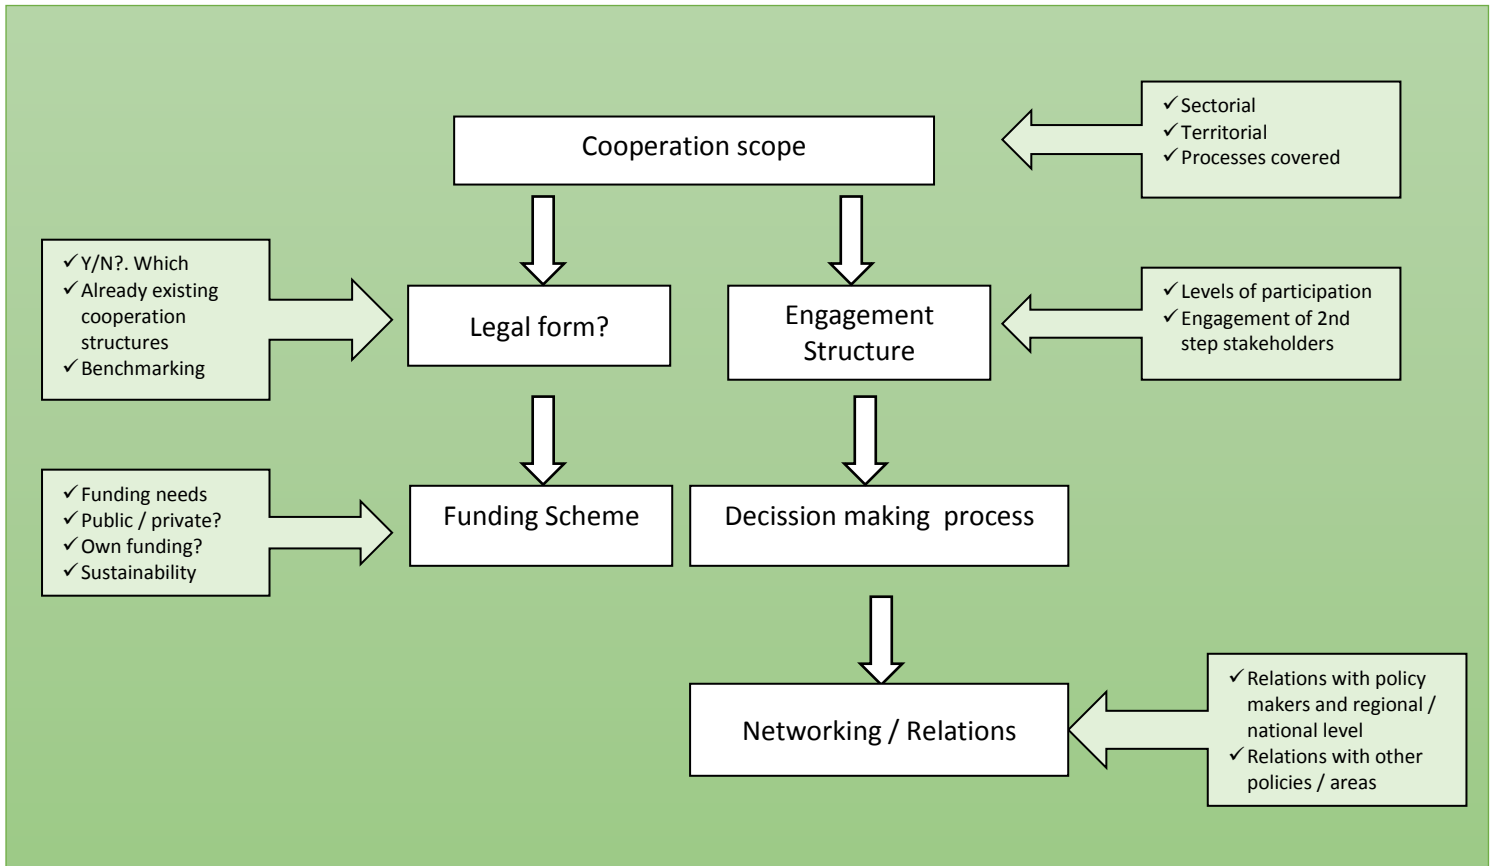 ✓ Sectorial
✓ Territorial
✓ Processes covered
Cooperation scope
✓ Y/N?. Which
✓ Already existing
cooperation
structures
✓ Benchmarking
Legal form?
Engagement
Structure
✓ Levels of participation
✓ Engagement of 2nd
step stakeholders
✓ Funding needs
✓ Public / private?
✓ Own funding?
✓ Sustainability
Funding Scheme
Decission making  process
Networking / Relations
✓ Relations with policy
makers and regional /
national level
✓ Relations with other
policies / areas